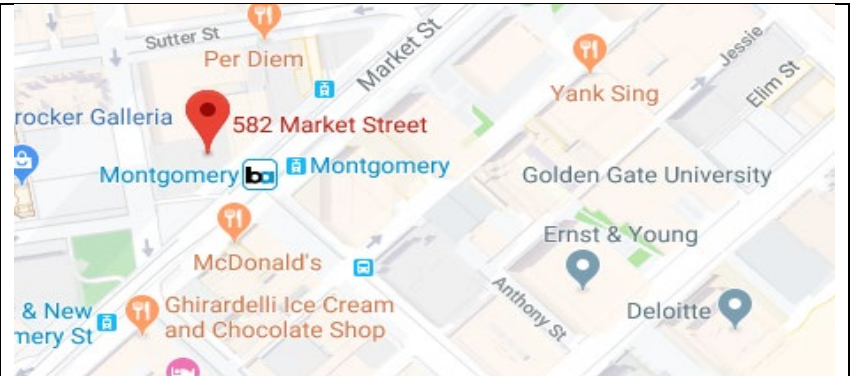 Sutter St
Per Diem
Market St
Yank Sing
Jessie
Elim St
rocker Galleria
582 Market Street
Montgomery
ba
Montgomery
Golden Gate University
McDonald's
Ernst & Young
Anthony St
Deloitte
& New
mery St
Ghirardelli Ice Cream
and Chocolate Shop